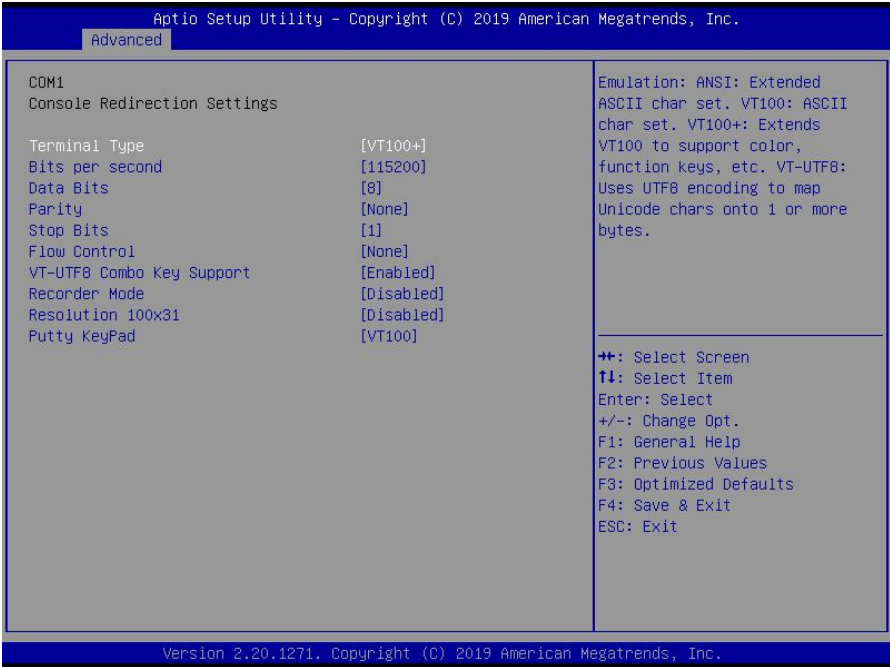 Aptio Setup Utility – Copyright (C) 2019 American Megatrends, Inc.
Advanced
COM1
Console Redirection Settings
Terminal Type [VT100+]
Bits per second [115200]
Data Bits [8]
Parity [None]
Stop Bits [1]
Flow Control [None]
VT-UTF8 Combo Key Support [Enabled]
Recorder Mode [Disabled]
Resolution 100x31 [Disabled]
Putty KeyPad [VT100]
Emulation: ANSI: Extended
ASCII char set. VT100: ASCII
char set. VT100+: Extends
VT100 to support color,
function keys, etc. VT-UTF8:
Uses UTF8 encoding to map
Unicode chars onto 1 or more
bytes.
→←: Select Screen
↑↓: Select Item
Enter: Select
+/-: Change Opt.
F1: General Help
F2: Previous Values
F3: Optimized Defaults
F4: Save & Exit
ESC: Exit
Version 2.20.1271. Copyright (C) 2019 American Megatrends, Inc.